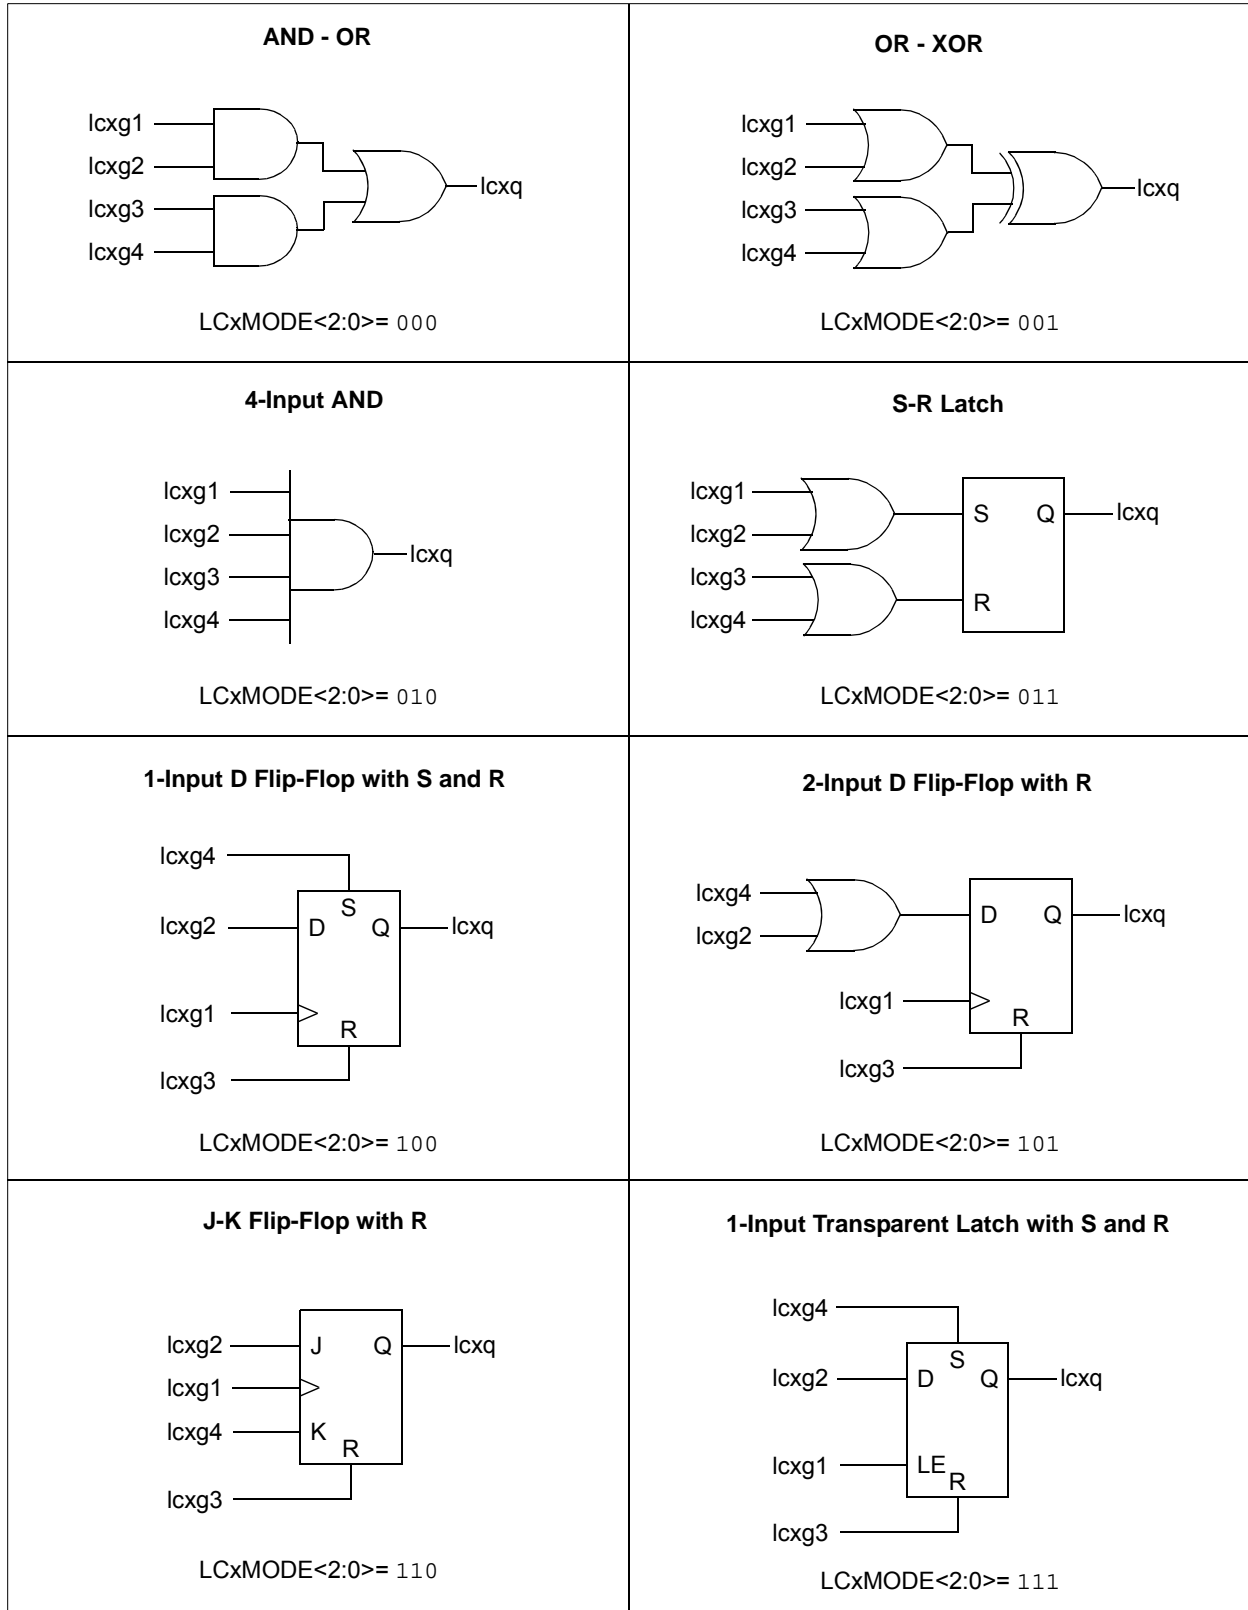 AND - OR
lcxg1
lcxg2
lcxg3
lcxg4
lcxq
LCxMODE<2:0>= 000
OR - XOR
lcxg1
lcxg2
lcxg3
lcxg4
lcxq
LCxMODE<2:0>= 001
4-Input AND
lcxg1
lcxg2
lcxg3
lcxg4
lcxq
LCxMODE<2:0>= 010
S-R Latch
lcxg1
lcxg2
lcxg3
lcxg4
S Q
lcxq
R
LCxMODE<2:0>= 011
1-Input D Flip-Flop with S and R
lcxg4
S
lcxg2
D Q
lcxq
lcxg1
R
lcxg3
LCxMODE<2:0>= 100
2-Input D Flip-Flop with R
lcxg4
lcxg2
D Q
lcxq
lcxg1
R
lcxg3
LCxMODE<2:0>= 101
J-K Flip-Flop with R
lcxg2
J Q
lcxq
lcxg1
lcxg4
K
R
lcxg3
LCxMODE<2:0>= 110
1-Input Transparent Latch with S and R
lcxg4
S
lcxg2
D Q
lcxq
lcxg1
LE
R
lcxg3
LCxMODE<2:0>= 111